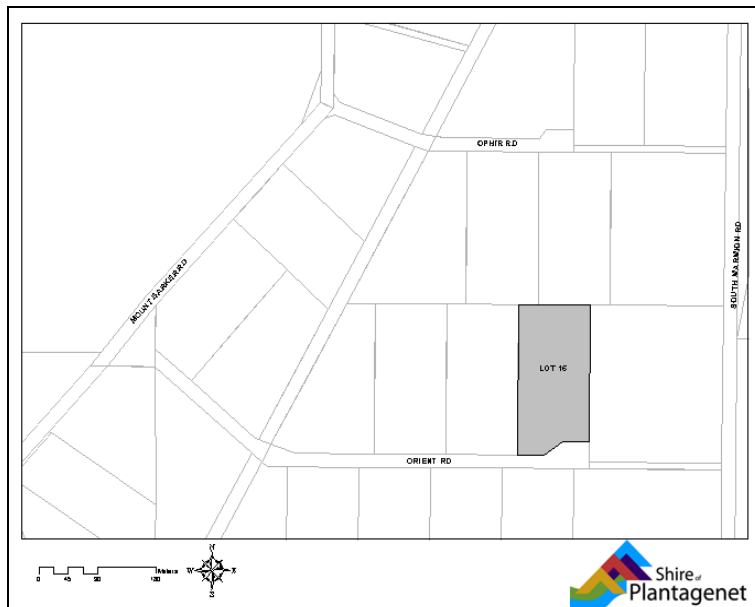 OPHIR RD
SOUTH MARMION RD
MOUNT BARKER RD
LOT 16
ORIENT RD
N
W E
S
0 45 90 180 Meters
Shire of
Plantagenet